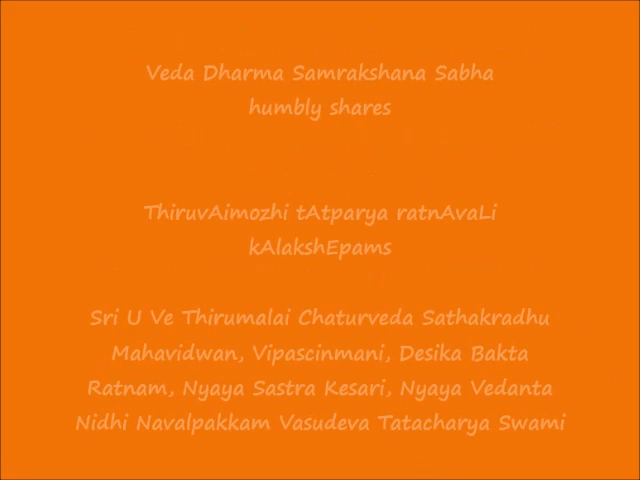 Veda Dharma Samrakshana Sabha
humbly shares
ThiruvAimozhi tAtparya ratnAvaLi
kAlakshEpams
Sri U Ve Thirumalai Chaturveda Sathakradhu
Mahavidwan, Vipascinmani, Desika Bakta
Ratnam, Nyaya Sastra Kesari, Nyaya Vedanta
Nidhi Navalpakkam Vasudeva Tatacharya Swami